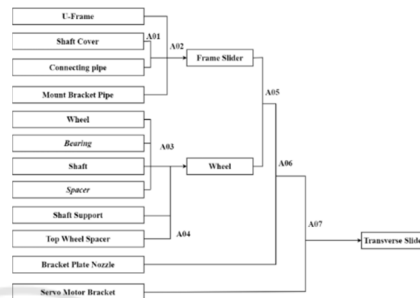 U-Frame
Shaft Cover
A01
A02
Connecting pipe
Frame Slider
Mount Bracket Pipe
A05
Wheel
Bearing
A03
Shaft
Wheel
A06
Spacer
Shaft Support
A07
Top Wheel Spacer
A04
Transverse Slide
Bracket Plate Nozzle
Servo Motor Bracket